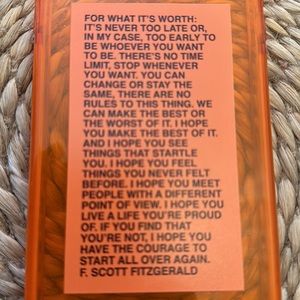 FOR WHAT IT'S WORTH:
IT'S NEVER TOO LATE OR,
IN MY CASE, TOO EARLY TO
BE WHOEVER YOU WANT
TO BE. THERE'S NO TIME
LIMIT, STOP WHENEVER
YOU WANT. YOU CAN
CHANGE OR STAY THE
SAME, THERE ARE NO
RULES TO THIS THING. WE
CAN MAKE THE BEST OR
THE WORST OF IT. I HOPE
YOU MAKE THE BEST OF IT.
AND I HOPE YOU SEE
THINGS THAT STARTLE
YOU. I HOPE YOU FEEL
THINGS YOU NEVER FELT
BEFORE. I HOPE YOU MEET
PEOPLE WITH A DIFFERENT
POINT OF VIEW. I HOPE YOU
LIVE A LIFE YOU'RE PROUD
OF. IF YOU FIND THAT
YOU'RE NOT, I HOPE YOU
HAVE THE COURAGE TO
START ALL OVER AGAIN.
F. SCOTT FITZGERALD